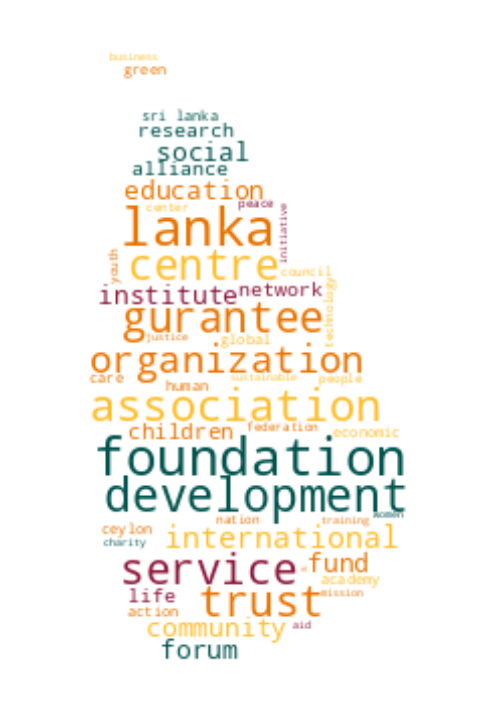 business
green
sri lanka
research
social
alliance
education
center
peace
initiative
lanka
youth
centre
council
institute
network
technology
gurantee
justice
global
organization
care
human
sustainable
people
association
children
federation
economic
foundation
development
women
nation
training
ceylon
charity
international
service
fund
academy
life
trust
mission
action
community
aid
forum